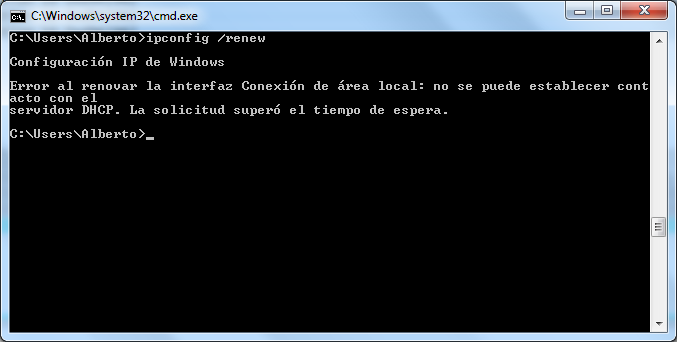 C:\Windows\system32\cmd.exe
C:\Users\Alberto>ipconfig /renew
Configuración IP de Windows
Error al renovar la interfaz Conexión de área local: no se puede establecer cont
acto con el
servidor DHCP. La solicitud superó el tiempo de espera.
C:\Users\Alberto>_